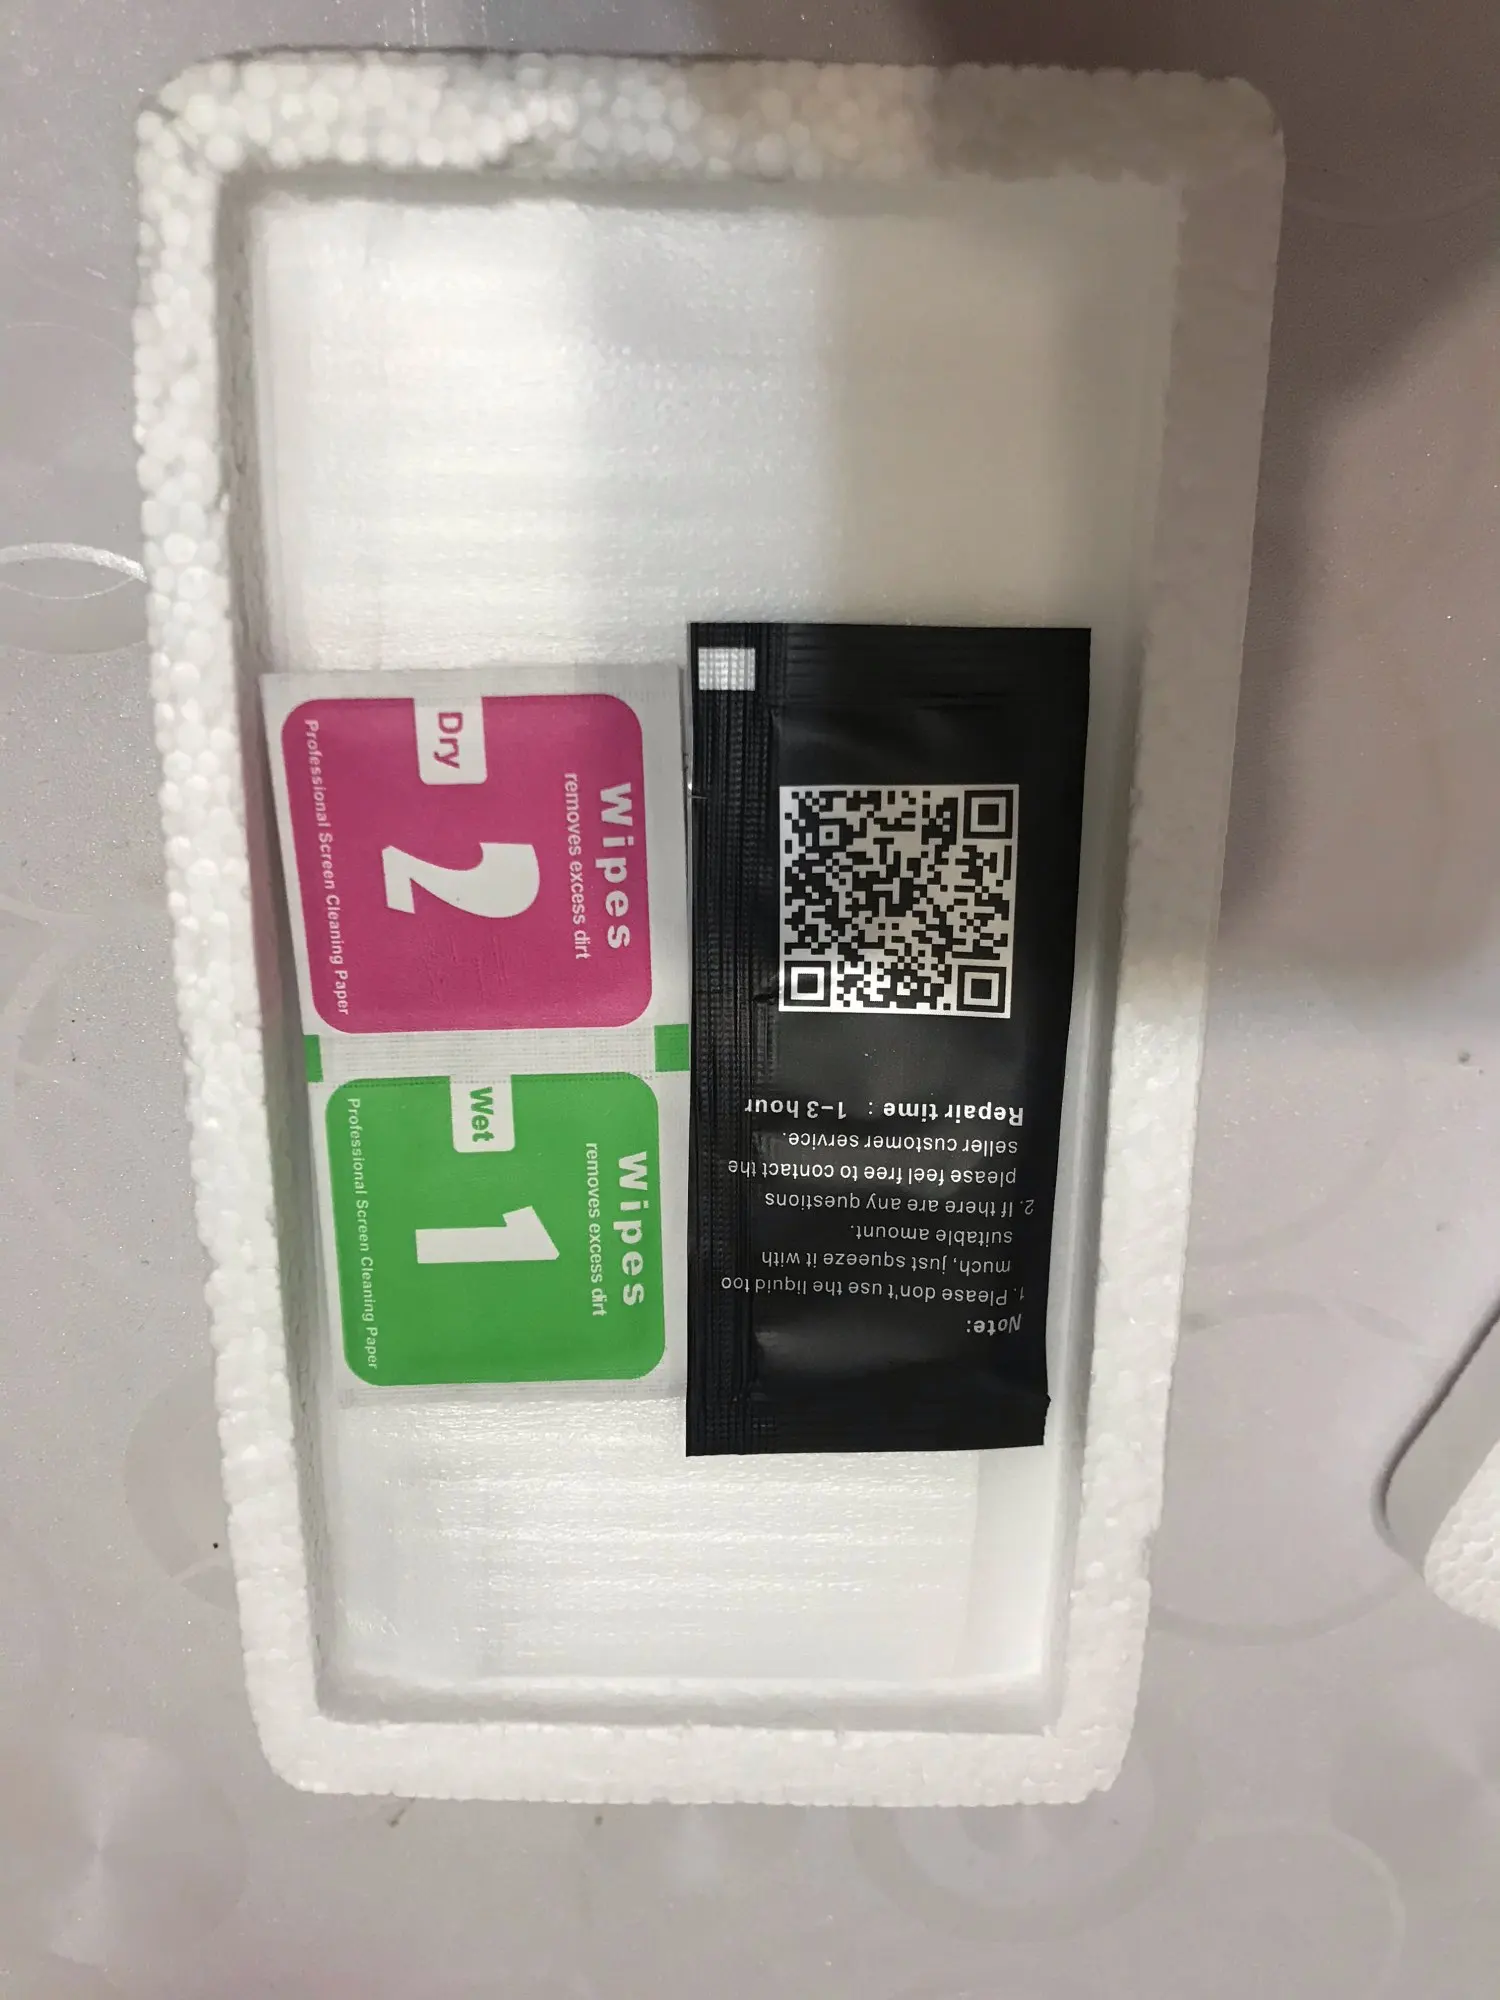 Wipes
removes excess dirt
2
Dry
Professional Screen Cleaning Paper
Wipes
removes excess dirt
1
Wet
Professional Screen Cleaning Paper
Note:
1. Please don't use the liquid too
much, just squeeze it with
suitable amount.
2. If there are any questions
please feel free to contact the
seller customer service.
Repair time : 1-3 hour